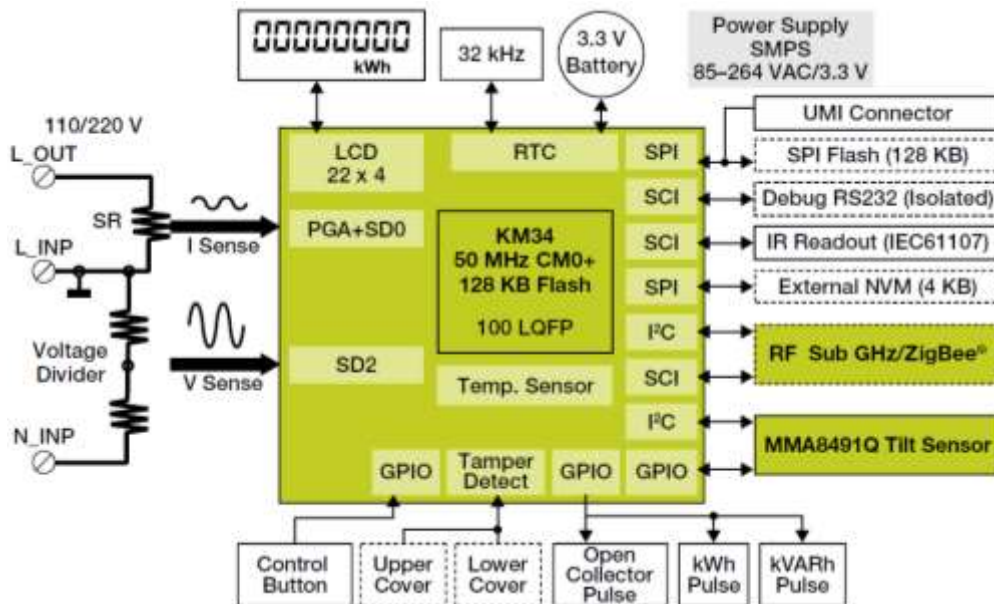 00000000
kWh
32 kHz
3.3 V
Battery
Power Supply
SMPS
85–264 VAC/3.3 V
110/220 V
L_OUT
SR
I Sense
L_INP
Voltage
Divider
V Sense
N_INP
LCD
22 x 4
RTC
PGA+SD0
KM34
50 MHz CM0+
128 KB Flash
100 LQFP
SD2
Temp. Sensor
SPI
SCI
SCI
SPI
I²C
SCI
I²C
GPIO
Tamper
Detect
GPIO
GPIO
UMI Connector
SPI Flash (128 KB)
Debug RS232 (Isolated)
IR Readout (IEC61107)
External NVM (4 KB)
RF Sub GHz/ZigBee®
MMA8491Q Tilt Sensor
Control
Button
Upper
Cover
Lower
Cover
Open
Collector
Pulse
kWh
Pulse
kVARh
Pulse